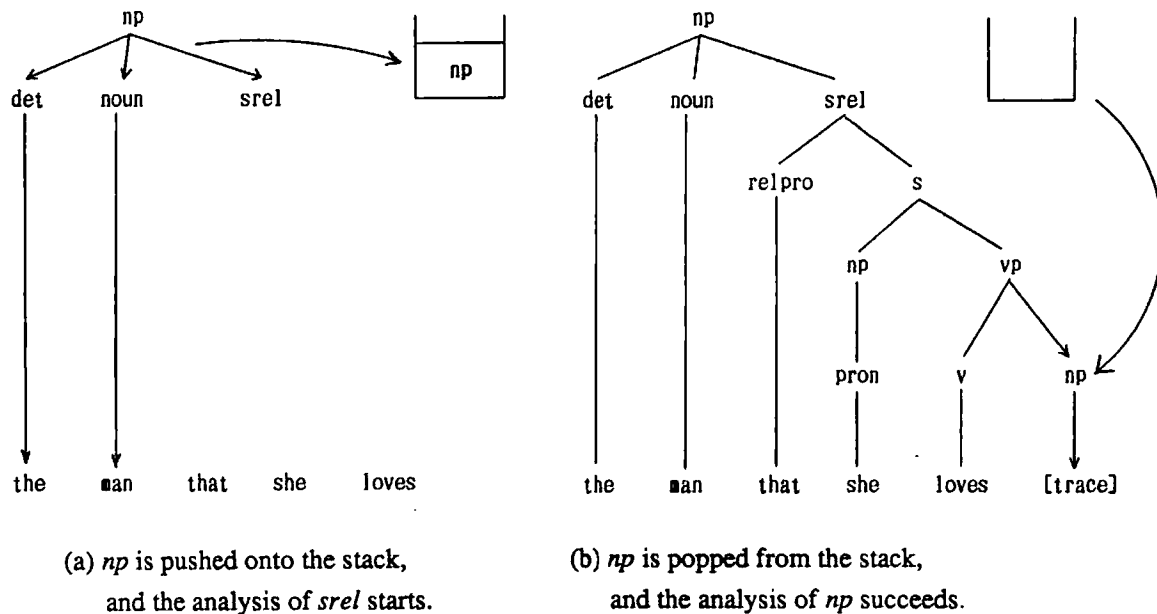 np
np
det noun srel
the man that she loves
np
det noun srel
relpro s
np vp
pron v np
the man that she loves [trace]
(a) np is pushed onto the stack,
and the analysis of srel starts.
(b) np is popped from the stack,
and the analysis of np succeeds.